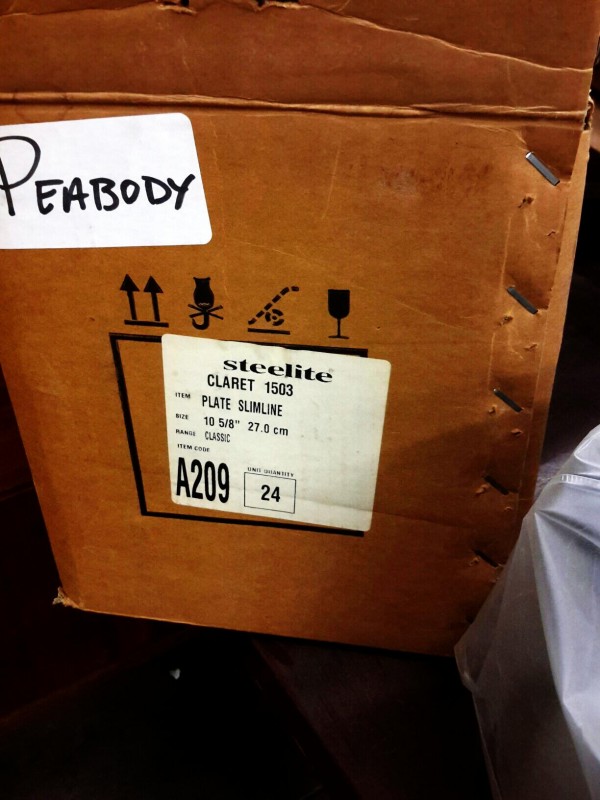 PEABODY
steelite
CLARET 1503
ITEM PLATE SLIMLINE
SIZE 10 5/8" 27.0 cm
RANGE CLASSIC
ITEM CODE
UNIT QUANTITY
A209 24